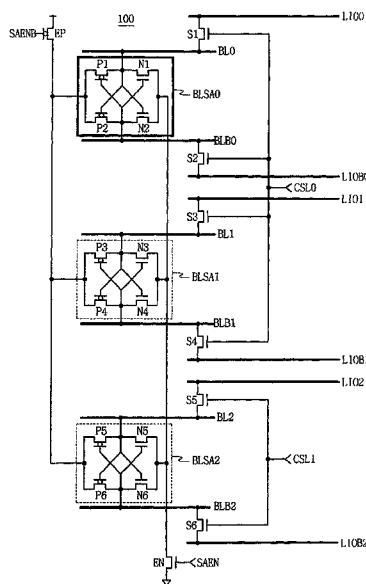 100
LIO0
SAENB
EP
S1
BL0
P1
N1
BLSA0
P2
N2
BLB0
S2
LIOB0
CSL0
LIO1
S3
BL1
P3
N3
BLSA1
P4
N4
BLB1
S4
LIOB1
LIO2
S5
BL2
P5
N5
BLSA2
CSL1
P6
N6
BLB2
S6
LIOB2
EN
SAEN